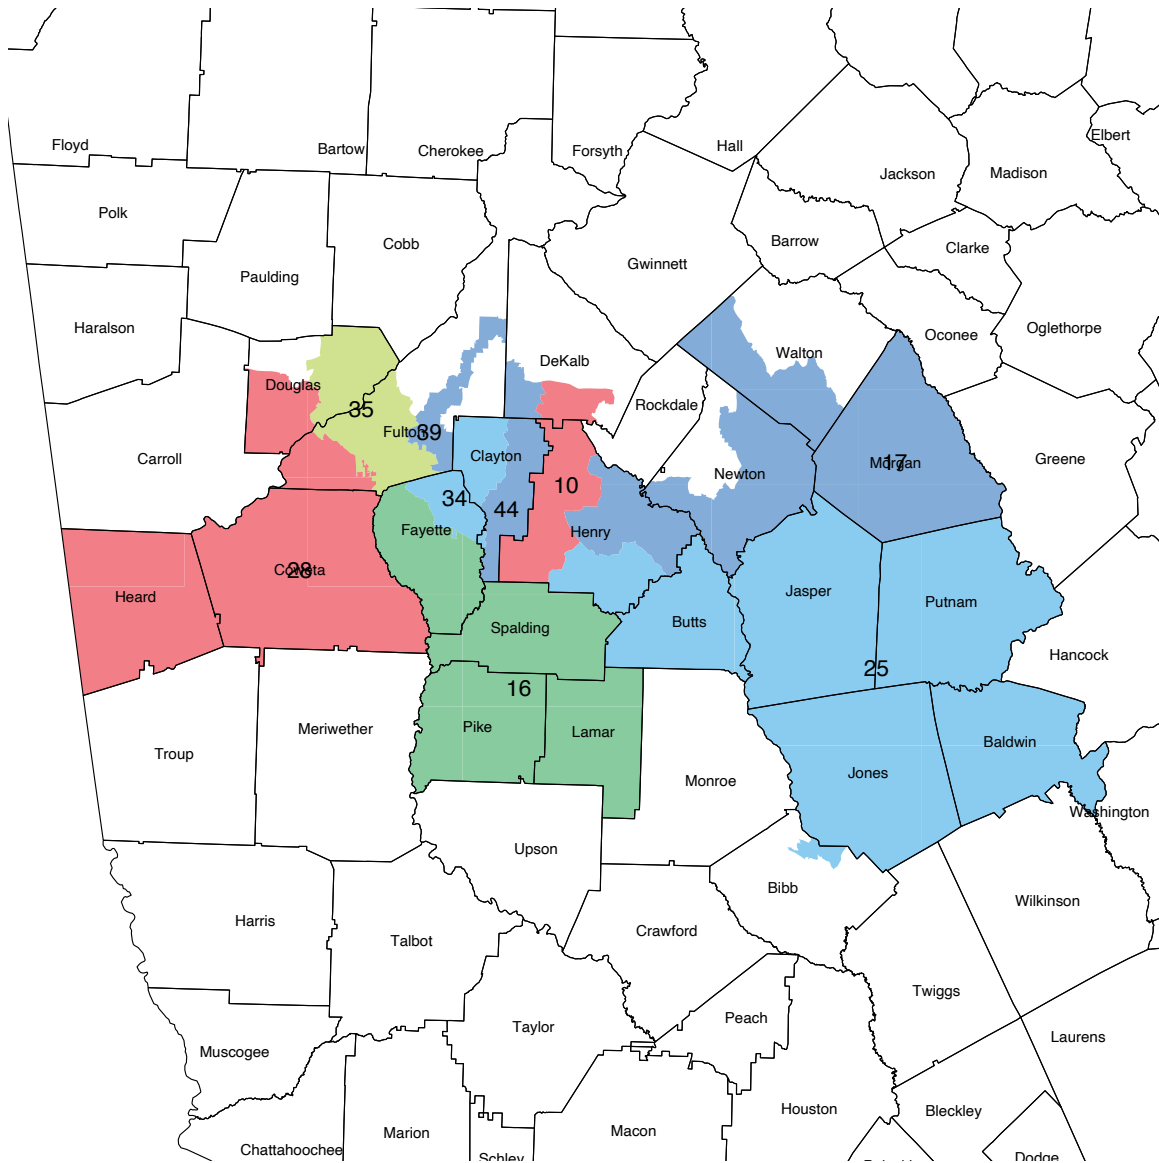 Elbert
Floyd
Bartow
Cherokee
Forsyth
Hall
Jackson
Madison
Polk
Cobb
Barrow
Clarke
Paulding
Gwinnett
Haralson
Oconee
Oglethorpe
Walton
DeKalb
Douglas
35
Rockdale
Fulton
39
Carroll
Clayton
Newton
Morgan
17
Greene
34
10
44
Fayette
Henry
Coweta
28
Heard
Jasper
Putnam
Butts
Spalding
Hancock
25
16
Meriwether
Pike
Lamar
Baldwin
Troup
Jones
Monroe
Washington
Upson
Bibb
Wilkinson
Harris
Talbot
Crawford
Twiggs
Peach
Taylor
Laurens
Muscogee
Houston
Bleckley
Marion
Macon
Chattahoochee
Schley
Dodge